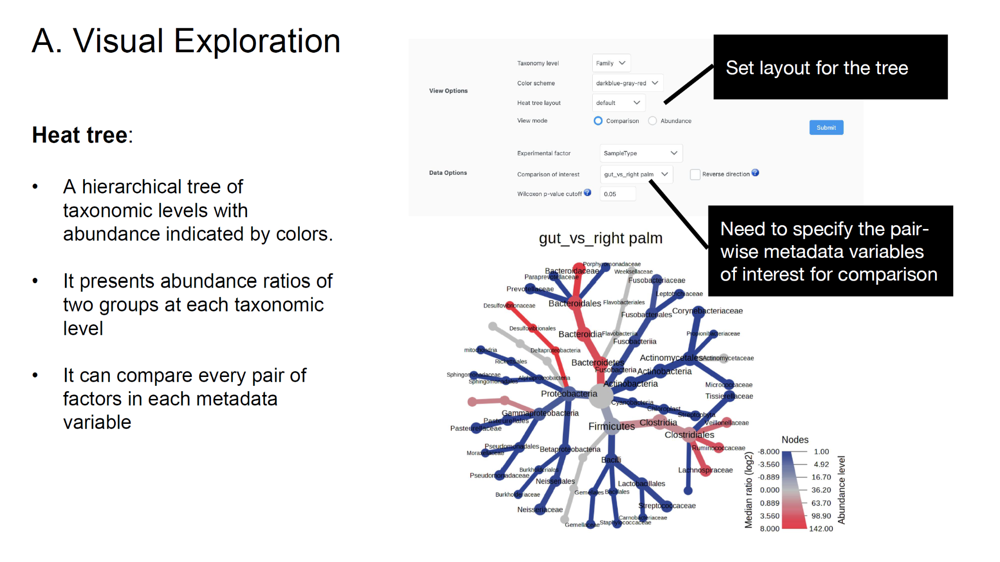 A. Visual Exploration
Heat tree:
• A hierarchical tree of
taxonomic levels with
abundance indicated by colors.
• It presents abundance ratios of
two groups at each taxonomic
level
• It can compare every pair of
factors in each metadata
variable
View Options
Taxonomy level Family
Color scheme darkblue-gray-red
Heat tree layout default
View mode Comparison Abundance
Submit
Data Options
Experimental factor SampleType
Comparison of interest gut_vs_right palm Reverse direction ?
Wilcoxon p-value cutoff ? 0.05
Set layout for the tree
Need to specify the pair-
wise metadata variables
of interest for comparison
gut_vs_right palm
Porphyromonadaceae
Bacteroidaceae
Weeksellaceae
Paraprevotellaceae
Fusobacteriaceae
Prevotellaceae
Leptotrichiaceae
Desulfovibrionaceae
Bacteroidales
Flavobacteriales
Corynebacteriaceae
Fusobacteriales
Desulfovibrionales
Bacteroidia
Flavobacteriia
Propionibacteriaceae
Fusobacteriia
mitochondria
Deltaproteobacteria
Actinomycetales
Actinomycetaceae
Rickettsiales
Bacteroidetes
Fusobacteria
Actinobacteria
Sphingomonadaceae
Sphingomonadales
Alphaproteobacteria
Actinobacteria
Micrococcaceae
Proteobacteria
Tissierellaceae
Cyanobacteria
Chloroplast
Streptophyta
Gammaproteobacteria
Pasteurellales
Pasteurellaceae
Firmicutes
Clostridia
Veillonellaceae
Clostridiales
Pseudomonadales
Moraxellaceae
Betaproteobacteria
Ruminococcaceae
Bacilli
Lachnospiraceae
Burkholderiales
Pseudomonadaceae
Neisseriales
Lactobacillales
Burkholderiaceae
Gemellales
Bacillales
Neisseriaceae
Streptococcaceae
Carnobacteriaceae
Gemellaceae
Staphylococcaceae
Nodes
Median ratio (log2)
Abundance level
-8.000 1.00
-3.560 4.92
-0.889 16.70
0.000 36.20
0.889 63.70
3.560 98.90
8.000 142.00